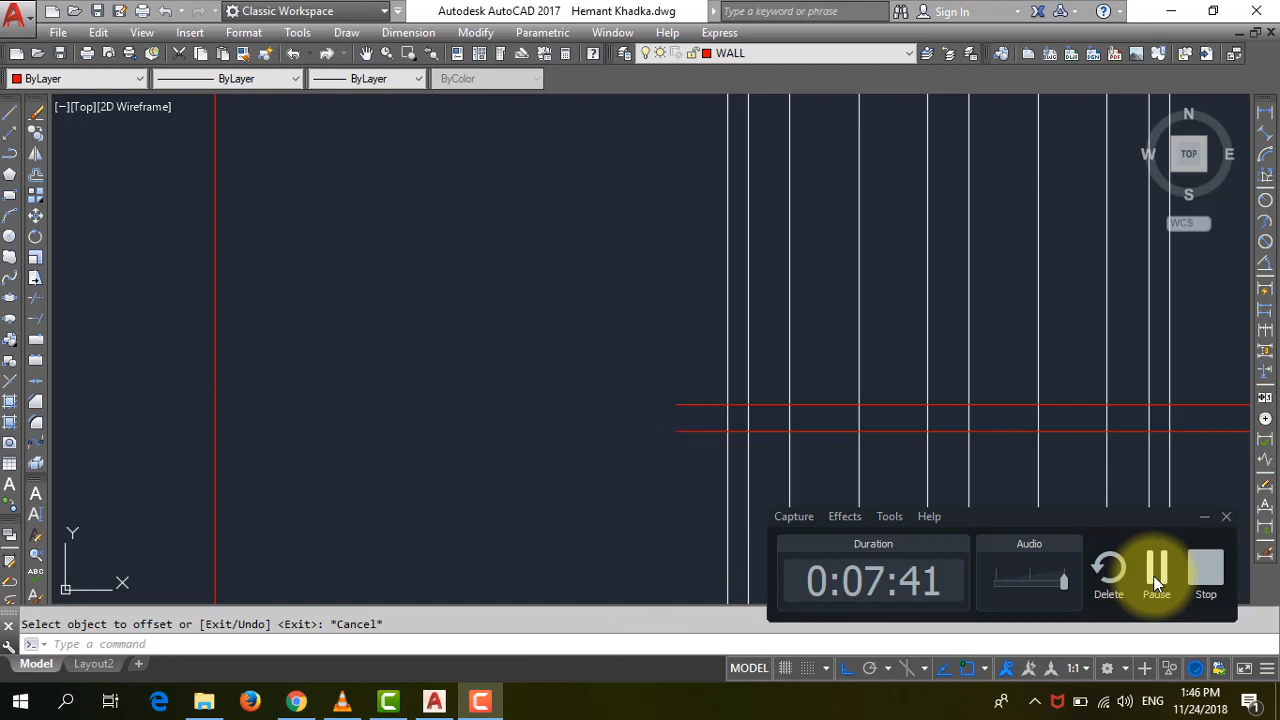 Classic Workspace
Autodesk AutoCAD 2017 Hemant Khadka.dwg
Type a keyword or phrase
Sign In
File Edit View Insert Format Tools Draw Dimension Modify Parametric Window Help Express
WALL
ByLayer
ByLayer
ByLayer
ByColor
[−][Top][2D Wireframe]
N
W TOP E
S
WCS
Capture Effects Tools Help
Duration
Audio
0:07:41
Delete Pause Stop
Y
X
ABC
Select object to offset or [Exit/Undo] <Exit>: "Cancel"
Type a command
Model Layout2 +
MODEL
1:1
ENG
1:46 PM
11/24/2018